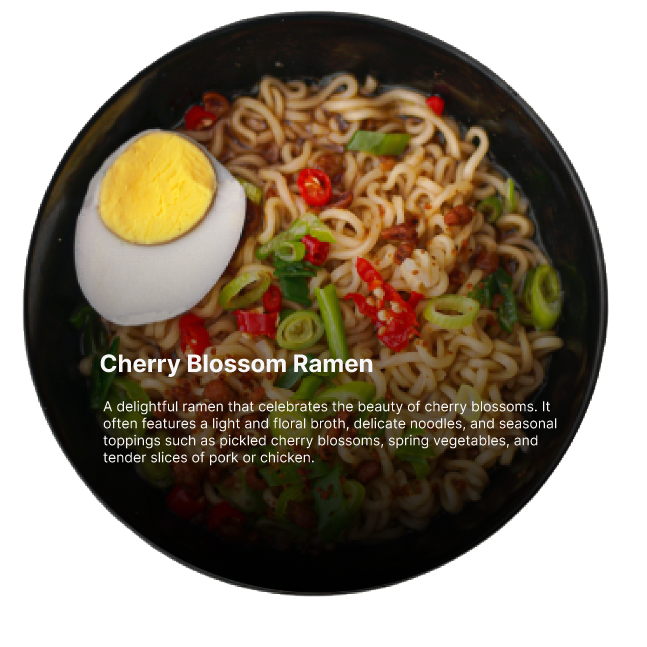 Cherry Blossom Ramen
A delightful ramen that celebrates the beauty of cherry blossoms. It
often features a light and floral broth, delicate noodles, and seasonal
toppings such as pickled cherry blossoms, spring vegetables, and
tender slices of pork or chicken.